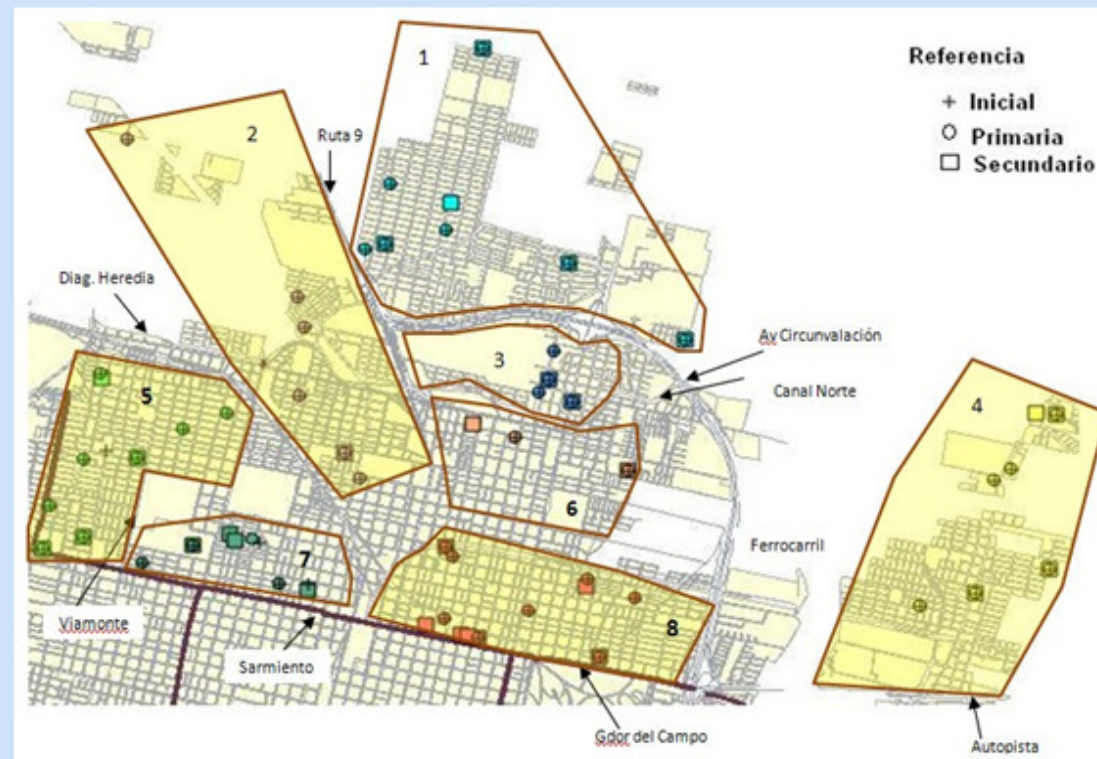 Referencia
+ Inicial
Primaria
Secundario
1
2
Ruta 9
Diag. Heredia
3
Av Circunvalación
Canal Norte
4
5
6
7
Ferrocarril
8
Viamonte
Sarmiento
Gdor del Campo
Autopista